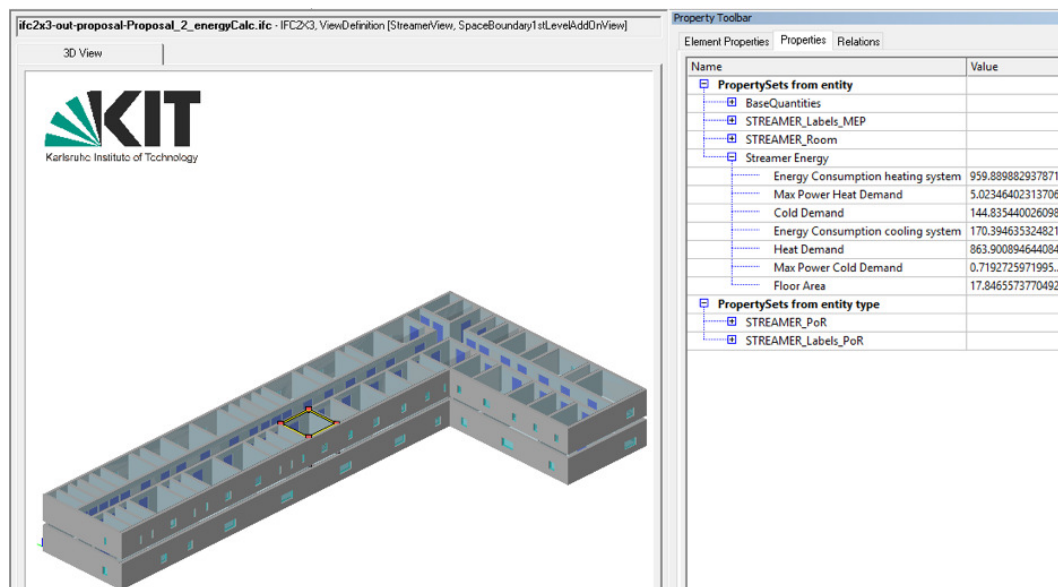 ifc2x3-out-proposal-Proposal_2_energyCalc.ifc - IFC2X3, ViewDefinition [StreamerView, SpaceBoundary1stLevelAddOnView]
3D View
KIT
Karlsruhe Institute of Technology
Property Toolbar
Element Properties Properties Relations
Name Value
PropertySets from entity
BaseQuantities
STREAMER_Labels_MEP
STREAMER_Room
Streamer Energy
Energy Consumption heating system 959.889882937871
Max Power Heat Demand 5.02346402313706
Cold Demand 144.835440026098
Energy Consumption cooling system 170.394635324821
Heat Demand 863.900894644084
Max Power Cold Demand 0.7192725971995...
Floor Area 17.8465573770492
PropertySets from entity type
STREAMER_PoR
STREAMER_Labels_PoR